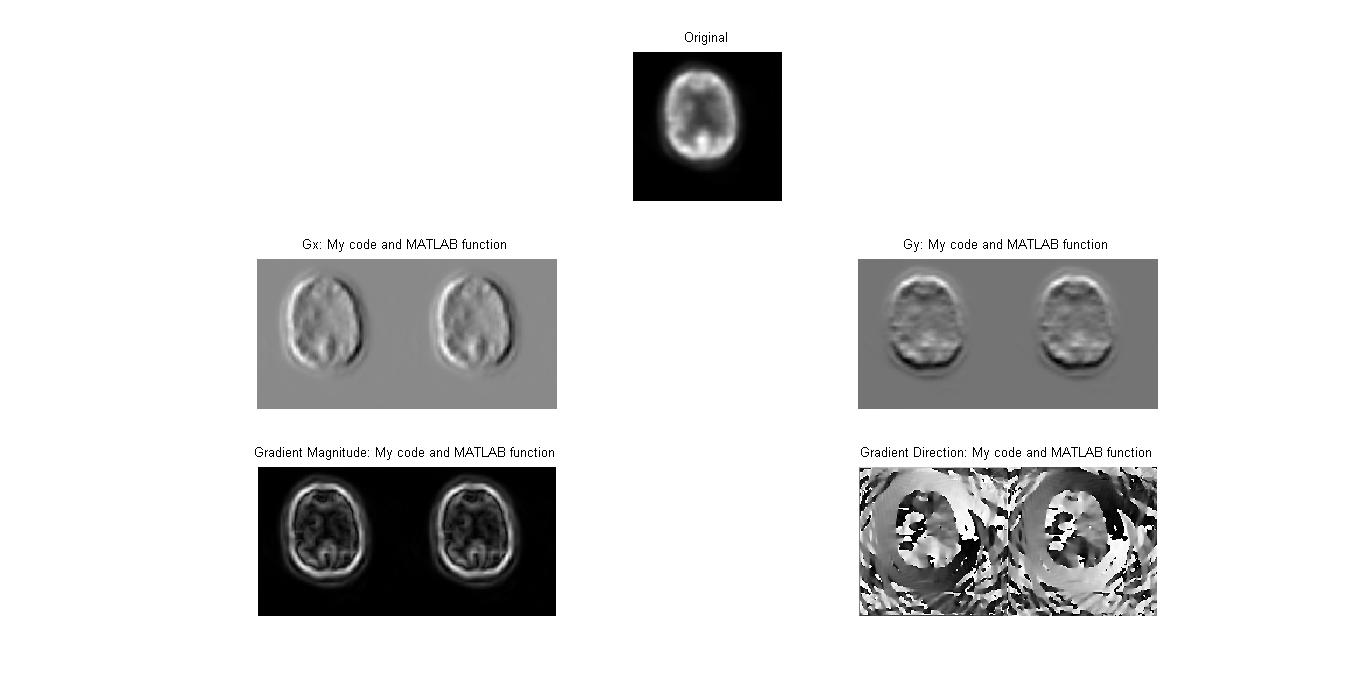 Original
Gx: My code and MATLAB function
Gy: My code and MATLAB function
Gradient Magnitude: My code and MATLAB function
Gradient Direction: My code and MATLAB function